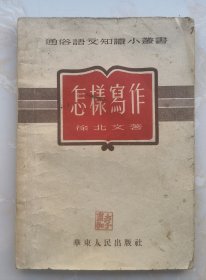 通俗語文知識小叢書
怎樣寫作
徐北文著
華東人民出版社